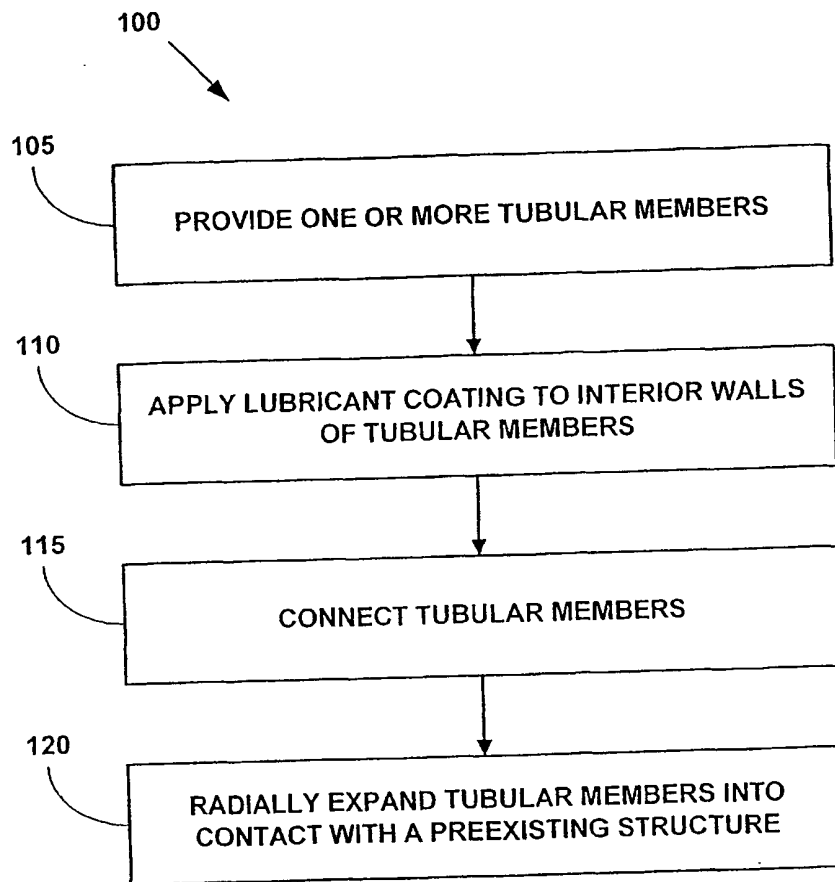 100
105
PROVIDE ONE OR MORE TUBULAR MEMBERS
110
APPLY LUBRICANT COATING TO INTERIOR WALLS
OF TUBULAR MEMBERS
115
CONNECT TUBULAR MEMBERS
120
RADIALLY EXPAND TUBULAR MEMBERS INTO
CONTACT WITH A PREEXISTING STRUCTURE